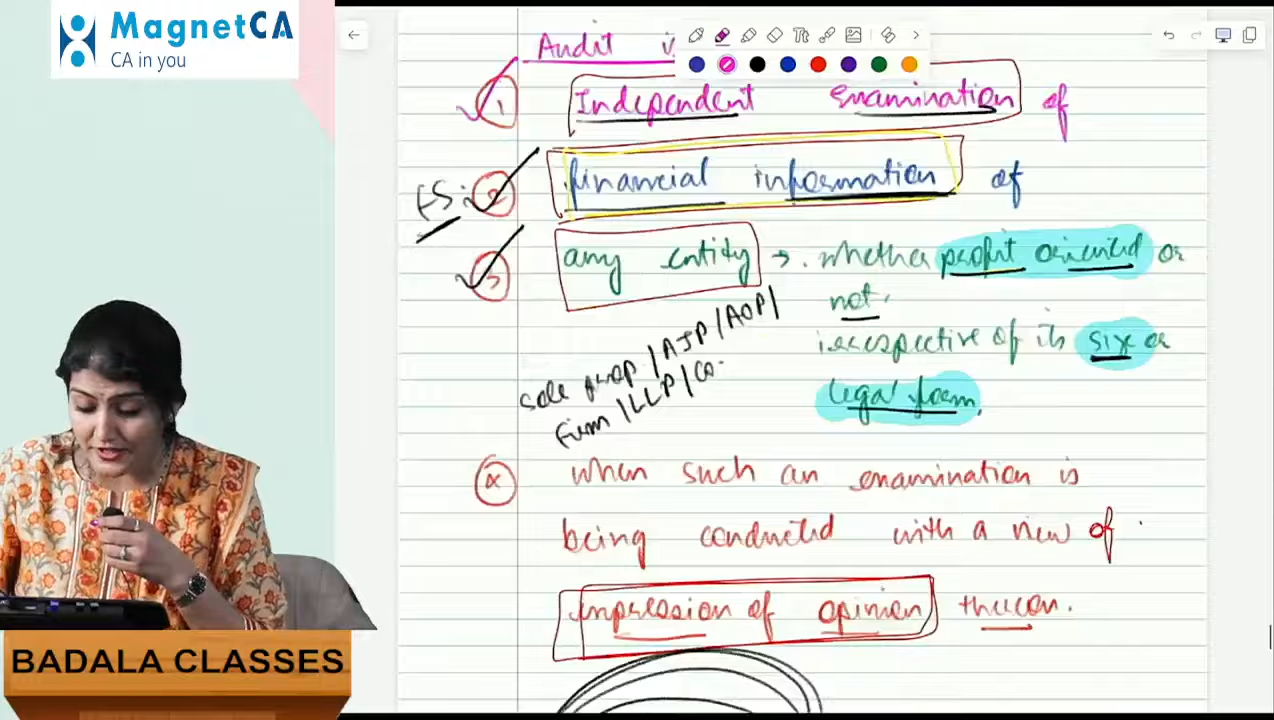 MagnetCA
CA in you
Audit is
1 Independent examination of
FS: 2 financial information of
3 any entity → . whether profit oriented or
not.
irrespective of its size or
legal form.
sole prop / AJP / AOP /
Firm / LLP / Co.
when such an examination is
being conducted with a view of
expression of opinion thereon.
BADALA CLASSES